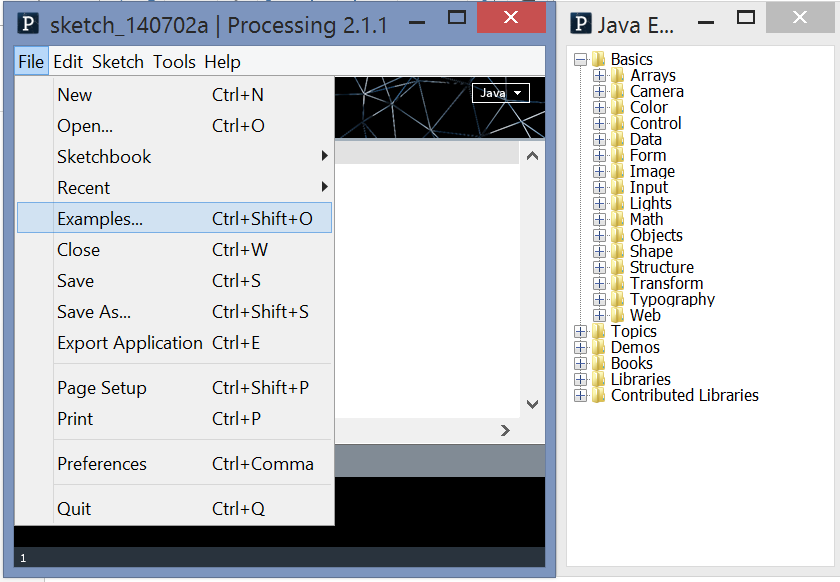 P sketch_140702a | Processing 2.1.1
File Edit Sketch Tools Help
New Ctrl+N
Open... Ctrl+O
Sketchbook
Recent
Examples... Ctrl+Shift+O
Close Ctrl+W
Save Ctrl+S
Save As... Ctrl+Shift+S
Export Application Ctrl+E
Page Setup Ctrl+Shift+P
Print Ctrl+P
Preferences Ctrl+Comma
Quit Ctrl+Q
Java
1
P Java E...
Basics
Arrays
Camera
Color
Control
Data
Form
Image
Input
Lights
Math
Objects
Shape
Structure
Transform
Typography
Web
Topics
Demos
Books
Libraries
Contributed Libraries